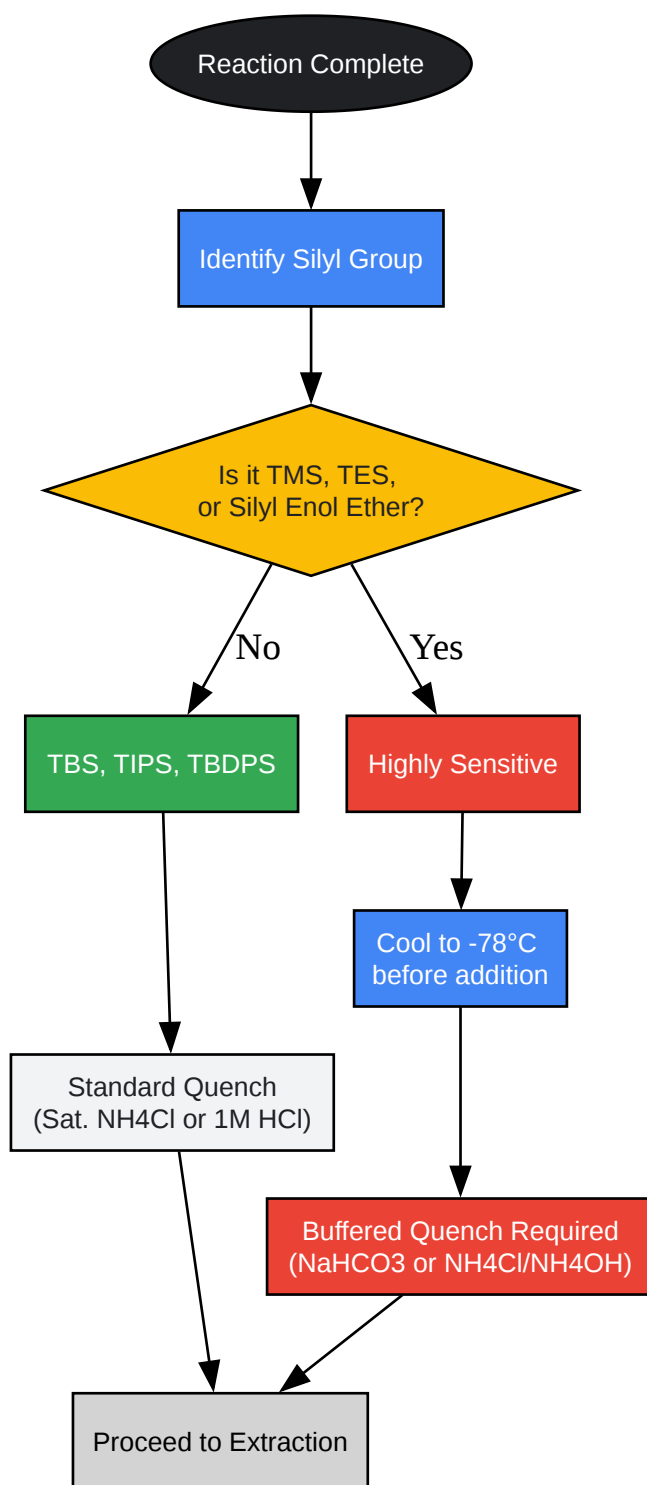 Reaction Complete
Identify Silyl Group
Is it TMS, TES,
or Silyl Enol Ether?
No
Yes
TBS, TIPS, TBDPS
Highly Sensitive
Cool to -78°C
before addition
Standard Quench
(Sat. NH4Cl or 1M HCl)
Buffered Quench Required
(NaHCO3 or NH4Cl/NH4OH)
Proceed to Extraction